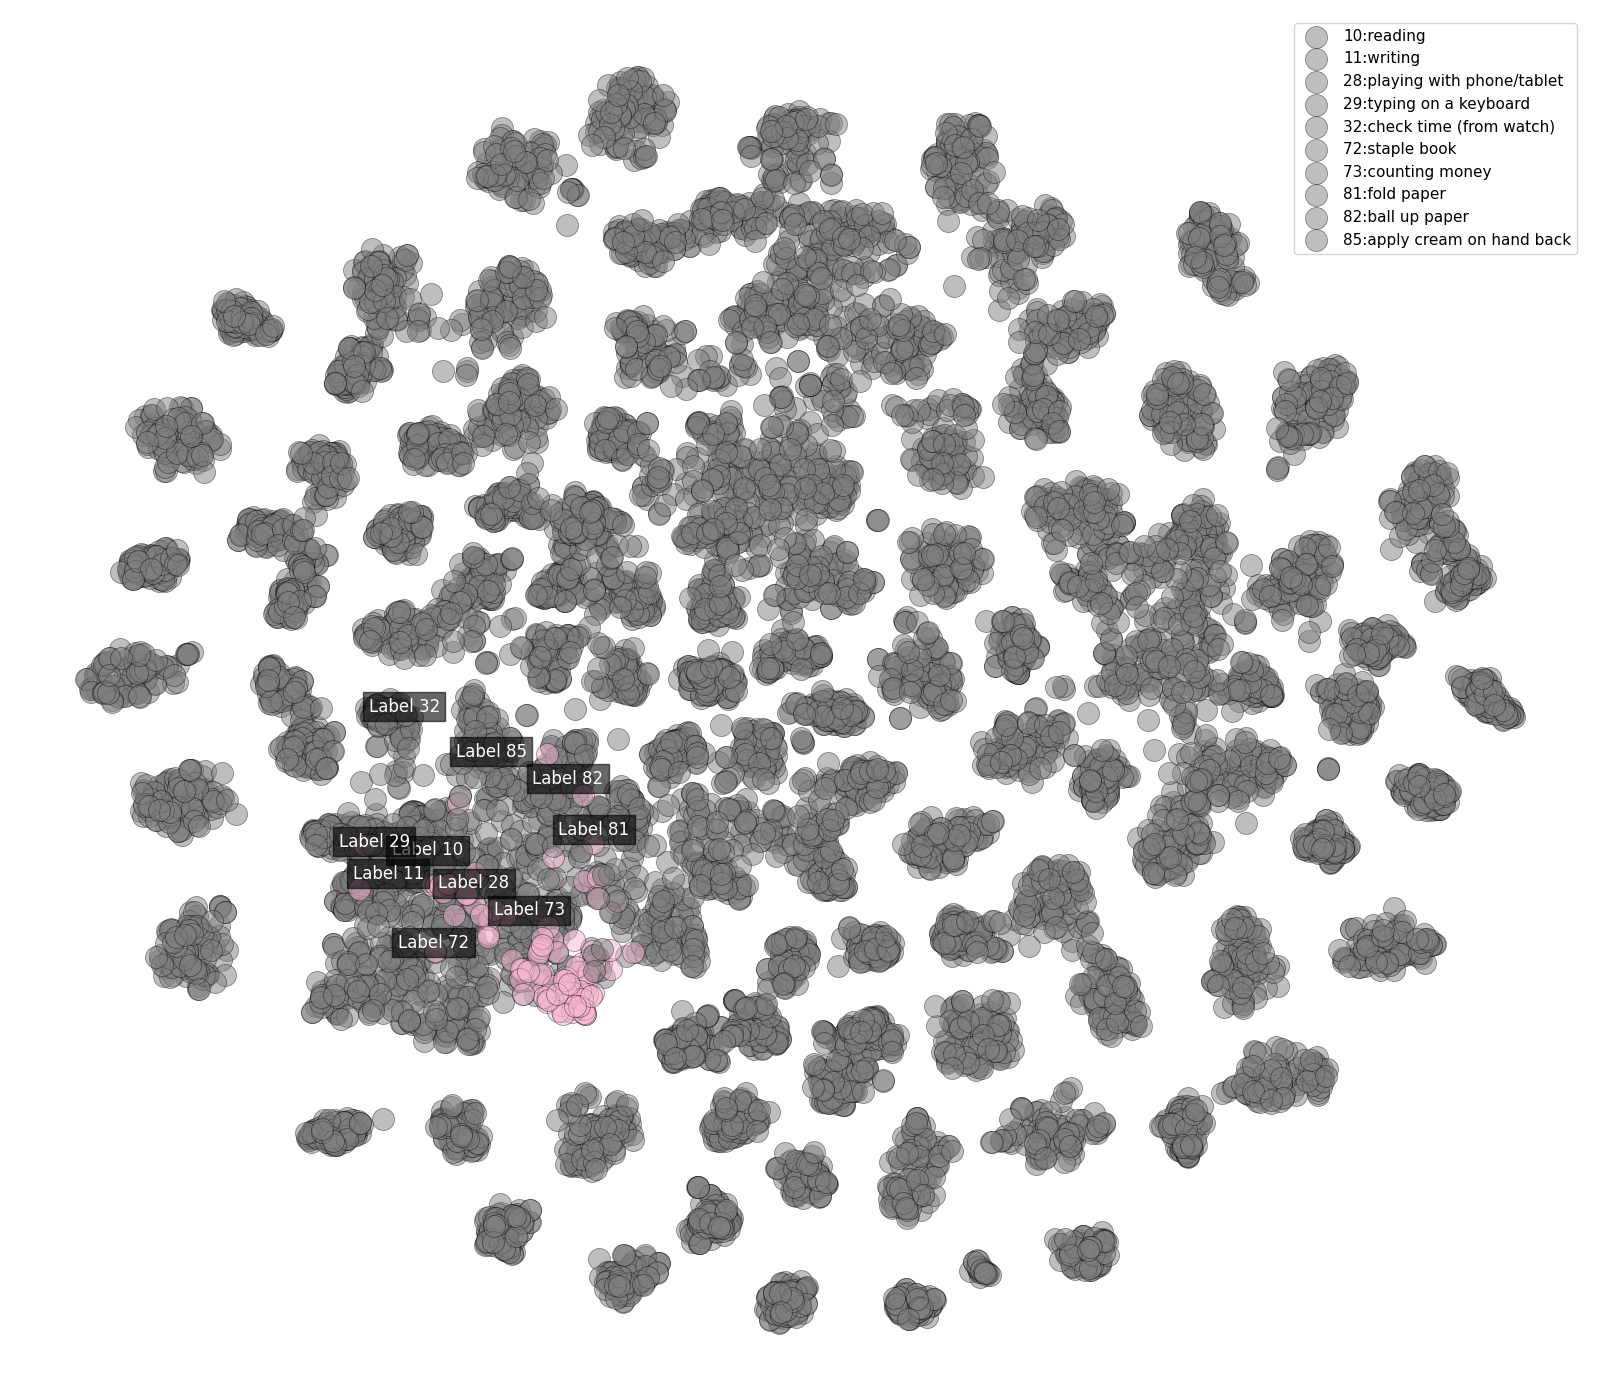 10:reading
11:writing
28:playing with phone/tablet
29:typing on a keyboard
32:check time (from watch)
72:staple book
73:counting money
81:fold paper
82:ball up paper
85:apply cream on hand back
Label 32
Label 85
Label 82
Label 81
Label 29
Label 10
Label 11
Label 28
Label 73
Label 72